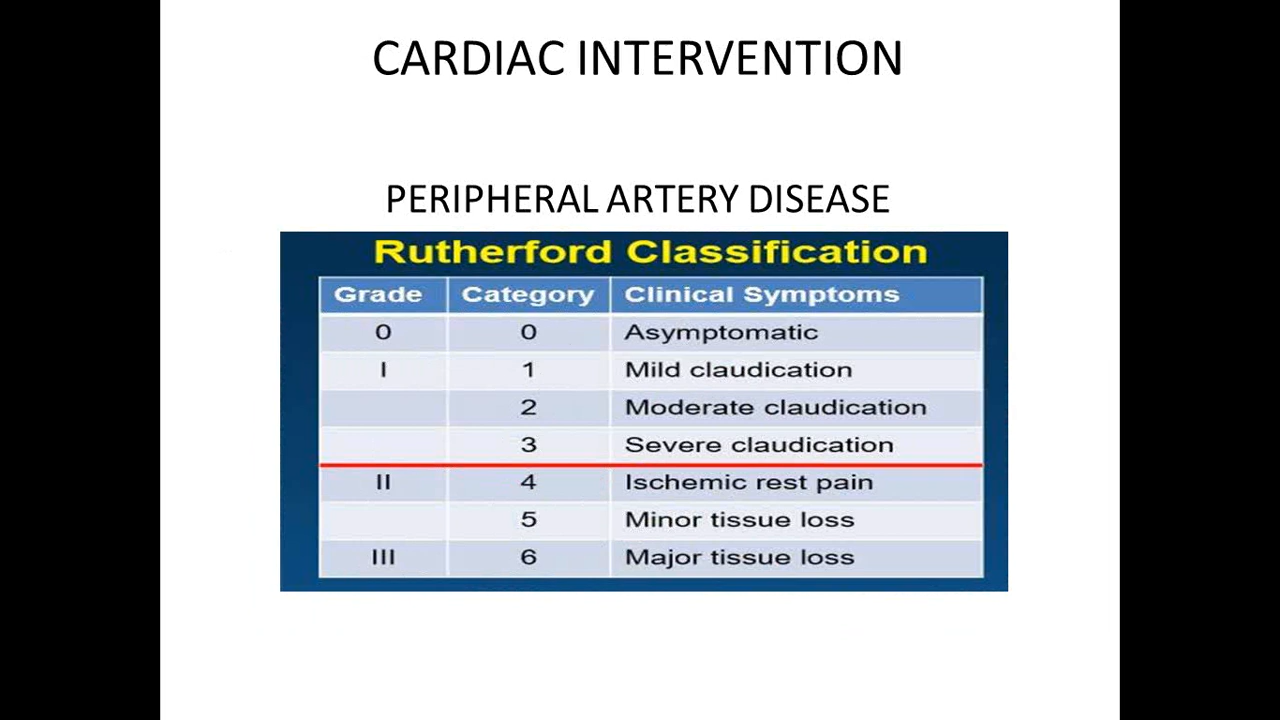 CARDIAC INTERVENTION
PERIPHERAL ARTERY DISEASE
Rutherford Classification
Grade Category Clinical Symptoms
0 0 Asymptomatic
I 1 Mild claudication
2 Moderate claudication
3 Severe claudication
II 4 Ischemic rest pain
5 Minor tissue loss
III 6 Major tissue loss